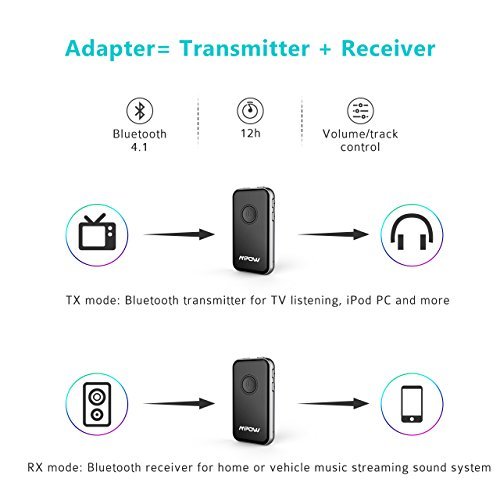 Adapter= Transmitter + Receiver
Bluetooth
4.1
12h
Volume/track
control
MPOW
TX mode: Bluetooth transmitter for TV listening, iPod PC and more
MPOW
RX mode: Bluetooth receiver for home or vehicle music streaming sound system